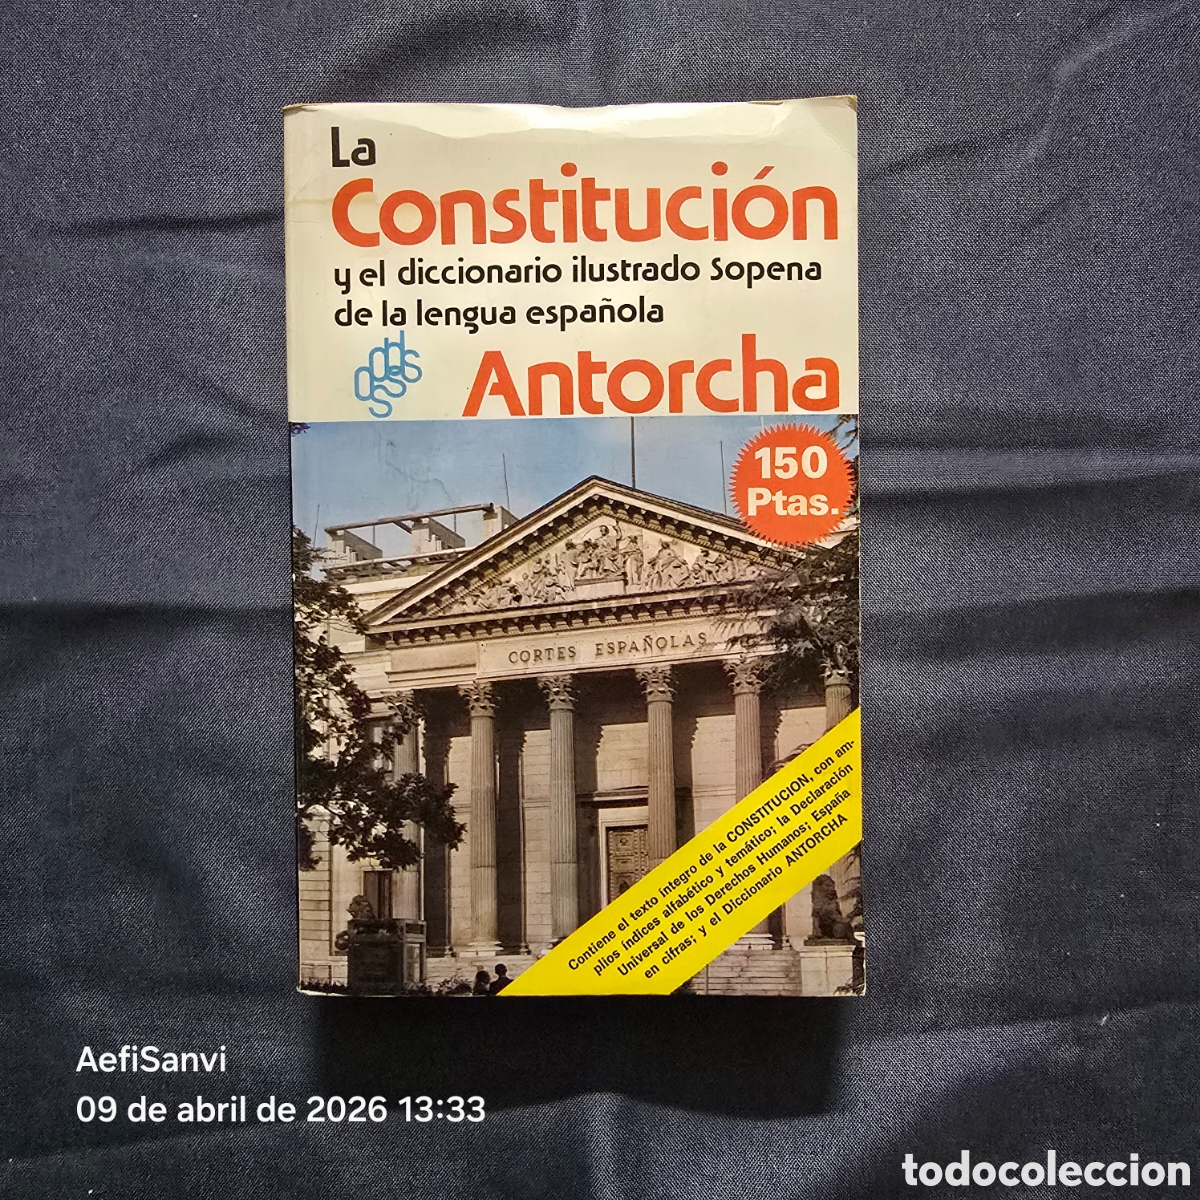 La
Constitución
y el diccionario ilustrado Sopena
de la lengua española
Antorcha
150
Ptas.
CORTES ESPAÑOLAS
Contiene el texto íntegro de la CONSTITUCION, con am-
plios índices alfabético y temático; la Declaración
Universal de los Derechos Humanos; España
en cifras; y el Diccionario ANTORCHA
AefiSanvi
09 de abril de 2026 13:33
todocoleccion